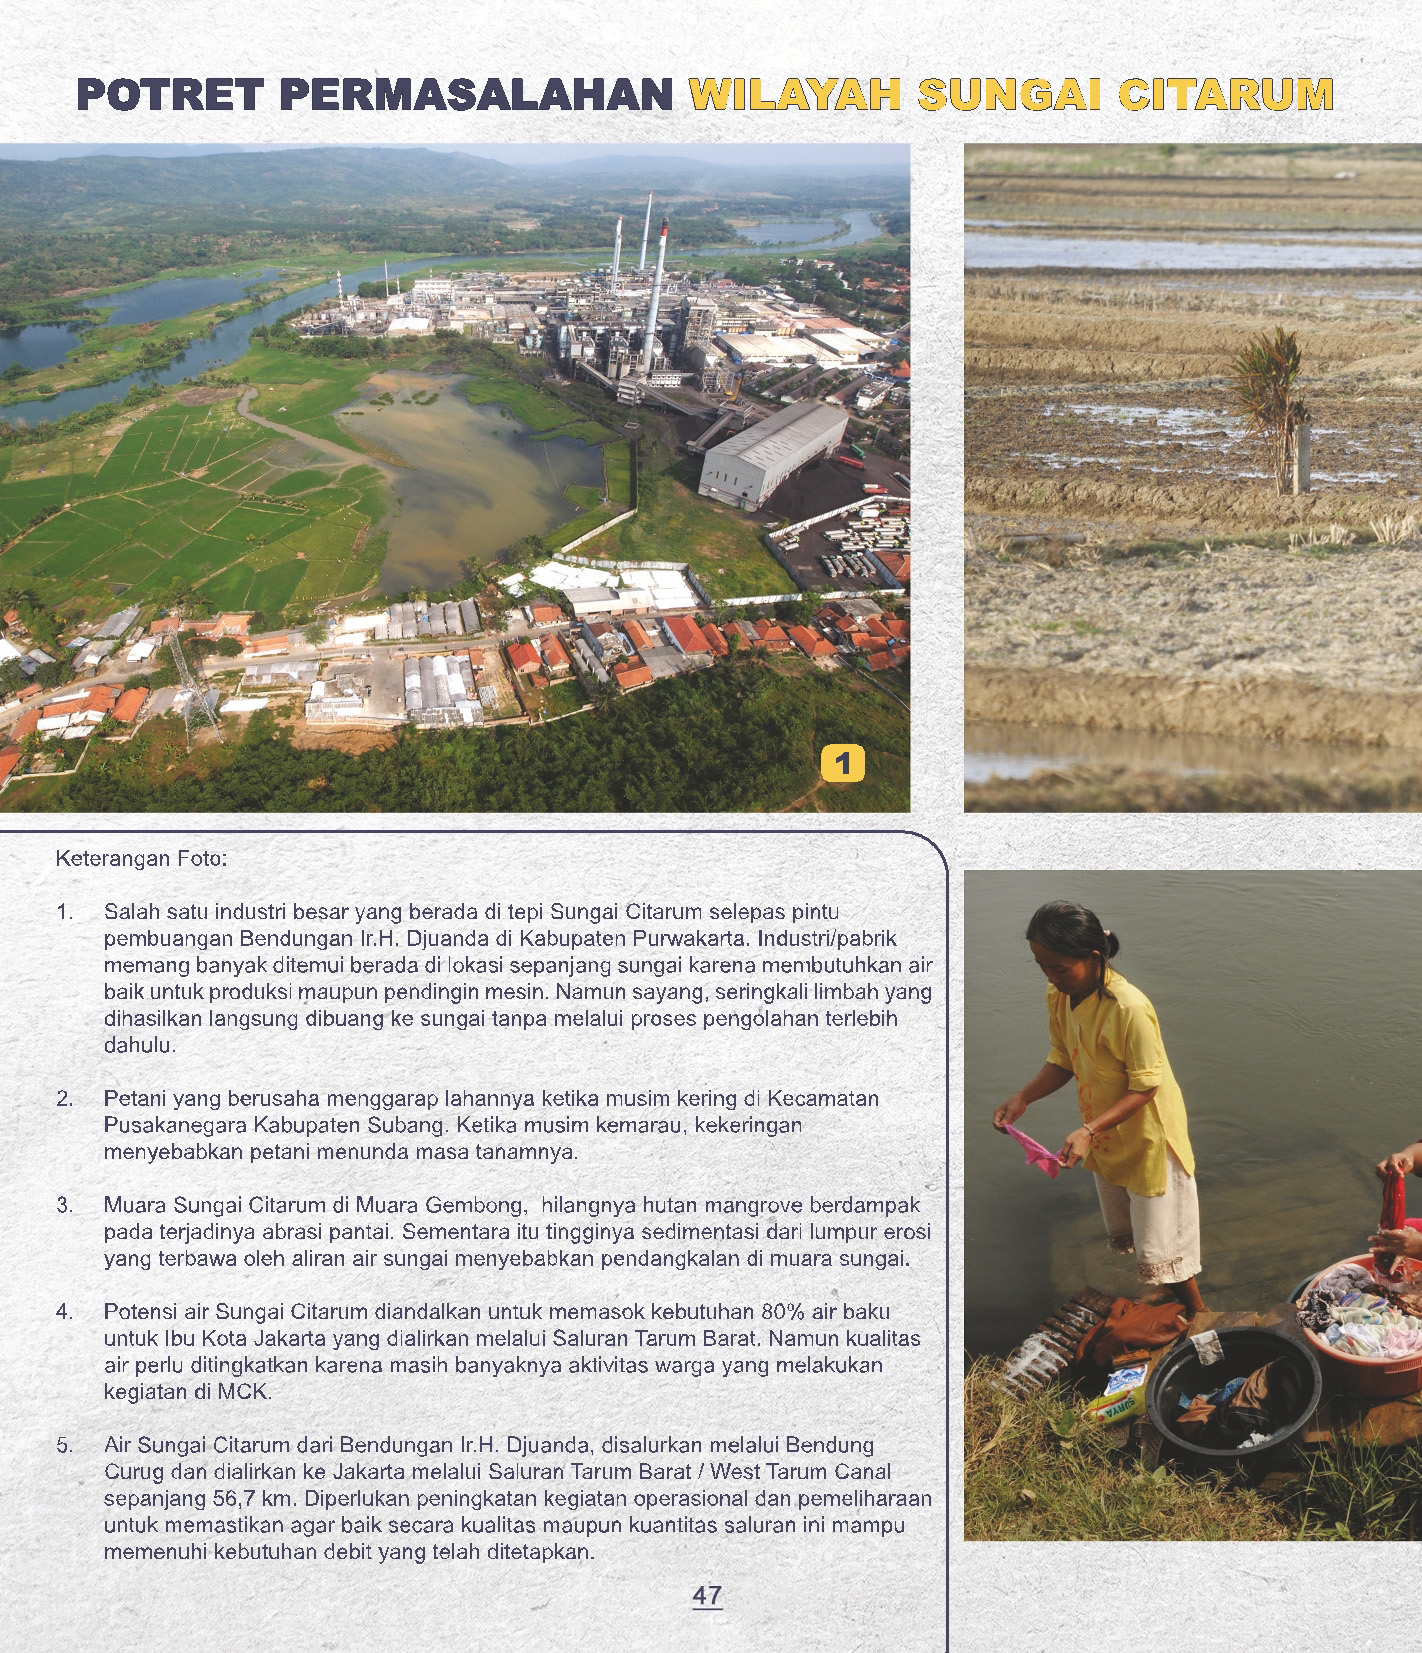 POTRET PERMASALAHAN WILAYAH SUNGAI CITARUM
1
Keterangan Foto:
1. Salah satu industri besar yang berada di tepi Sungai Citarum selepas pintu
pembuangan Bendungan Ir.H. Djuanda di Kabupaten Purwakarta. Industri/pabrik
memang banyak ditemui berada di lokasi sepanjang sungai karena membutuhkan air
baik untuk produksi maupun pendingin mesin. Namun sayang, seringkali limbah yang
dihasilkan langsung dibuang ke sungai tanpa melalui proses pengolahan terlebih
dahulu.
2. Petani yang berusaha menggarap lahannya ketika musim kering di Kecamatan
Pusakanegara Kabupaten Subang. Ketika musim kemarau, kekeringan
menyebabkan petani menunda masa tanamnya.
3. Muara Sungai Citarum di Muara Gembong, hilangnya hutan mangrove berdampak
pada terjadinya abrasi pantai. Sementara itu tingginya sedimentasi dari lumpur erosi
yang terbawa oleh aliran air sungai menyebabkan pendangkalan di muara sungai.
4. Potensi air Sungai Citarum diandalkan untuk memasok kebutuhan 80% air baku
untuk Ibu Kota Jakarta yang dialirkan melalui Saluran Tarum Barat. Namun kualitas
air perlu ditingkatkan karena masih banyaknya aktivitas warga yang melakukan
kegiatan di MCK.
5. Air Sungai Citarum dari Bendungan Ir.H. Djuanda, disalurkan melalui Bendung
Curug dan dialirkan ke Jakarta melalui Saluran Tarum Barat / West Tarum Canal
sepanjang 56,7 km. Diperlukan peningkatan kegiatan operasional dan pemeliharaan
untuk memastikan agar baik secara kualitas maupun kuantitas saluran ini mampu
memenuhi kebutuhan debit yang telah ditetapkan.
SURYA
47